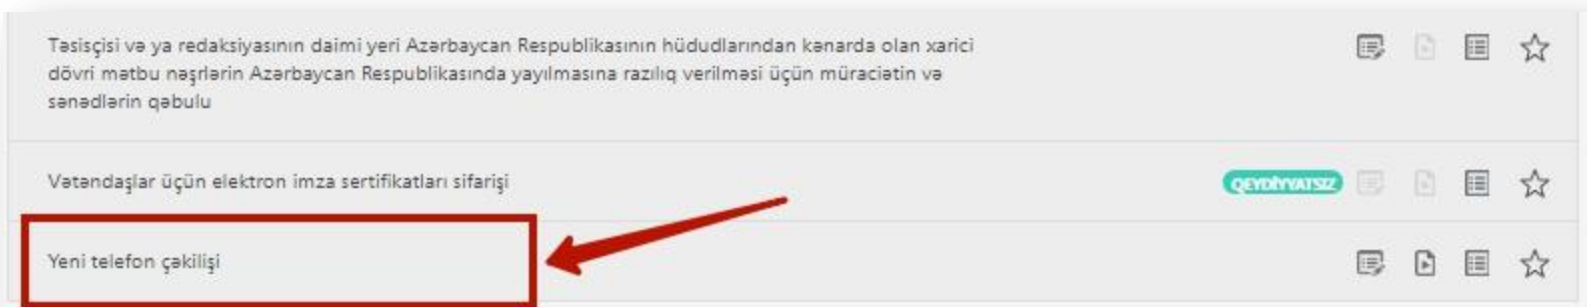 Təsisçisi və ya redaksiyasının daimi yeri Azərbaycan Respublikasının hüdudlarından kənarda olan xarici
dövri mətbu nəşrlərin Azərbaycan Respublikasında yayılmasına razılıq verilməsi üçün müraciətin və
sənədlərin qəbulu
Vətəndaşlar üçün elektron imza sertifikatları sifarişi
QEYDİYYATSIZ
Yeni telefon çəkilişi